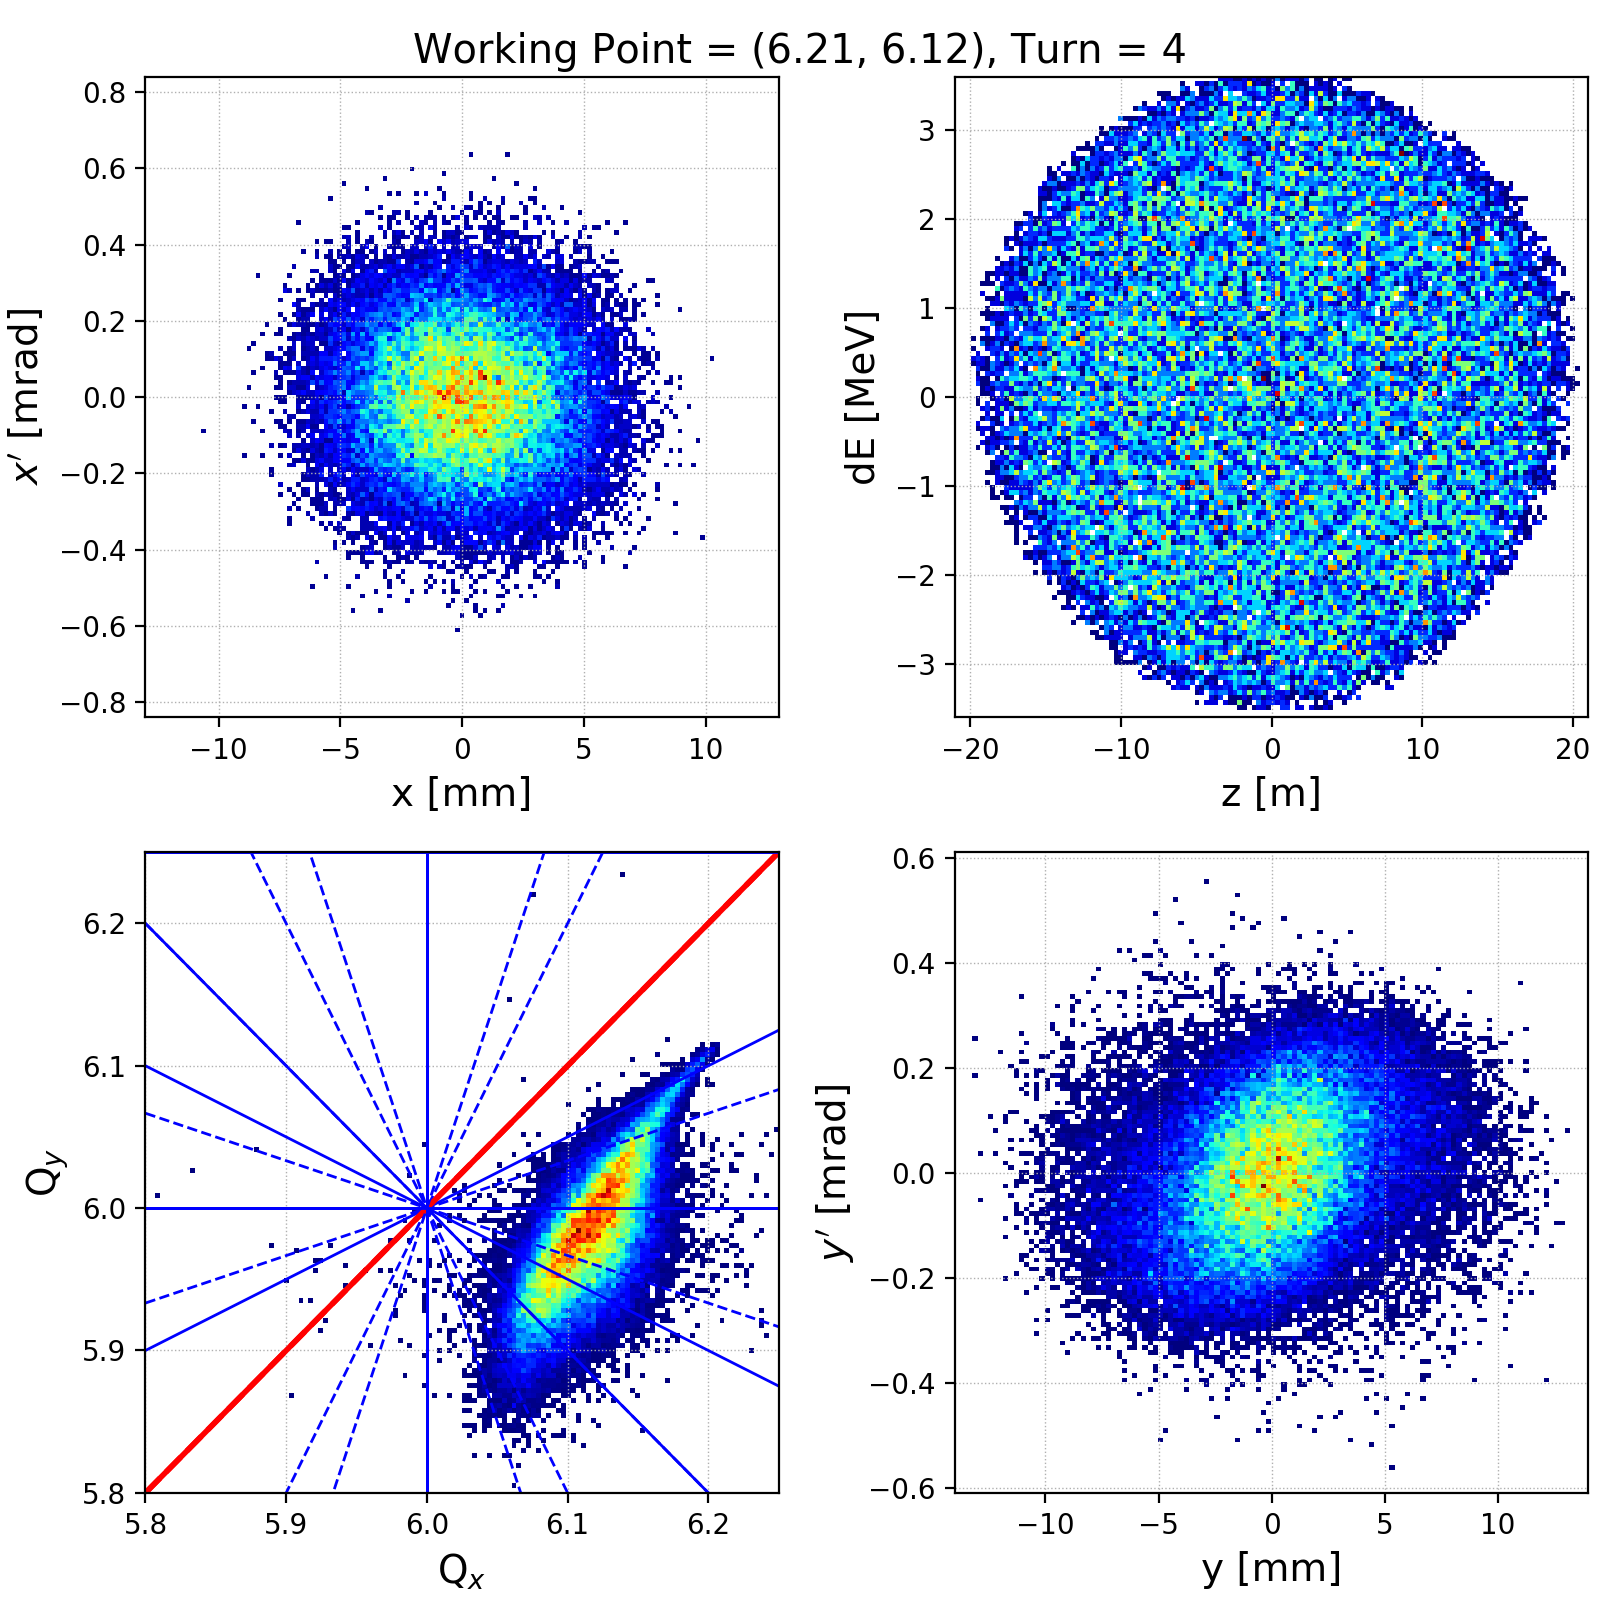 Working Point = (6.21, 6.12), Turn = 4
0.8
0.6
0.4
0.2
0.0
−0.2
−0.4
−0.6
−0.8
x′ [mrad]
−10 −5 0 5 10
x [mm]
3
2
1
0
−1
−2
−3
dE [MeV]
−20 −10 0 10 20
z [m]
6.2
6.1
6.0
5.9
5.8
Qy
5.8 5.9 6.0 6.1 6.2
Qx
0.6
0.4
0.2
0.0
−0.2
−0.4
−0.6
y′ [mrad]
−10 −5 0 5 10
y [mm]